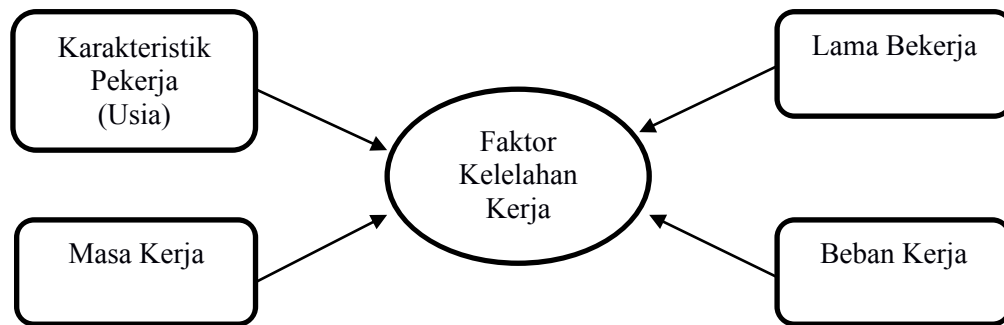 Karakteristik
Pekerja
(Usia)
Lama Bekerja
Faktor
Kelelahan
Kerja
Masa Kerja
Beban Kerja